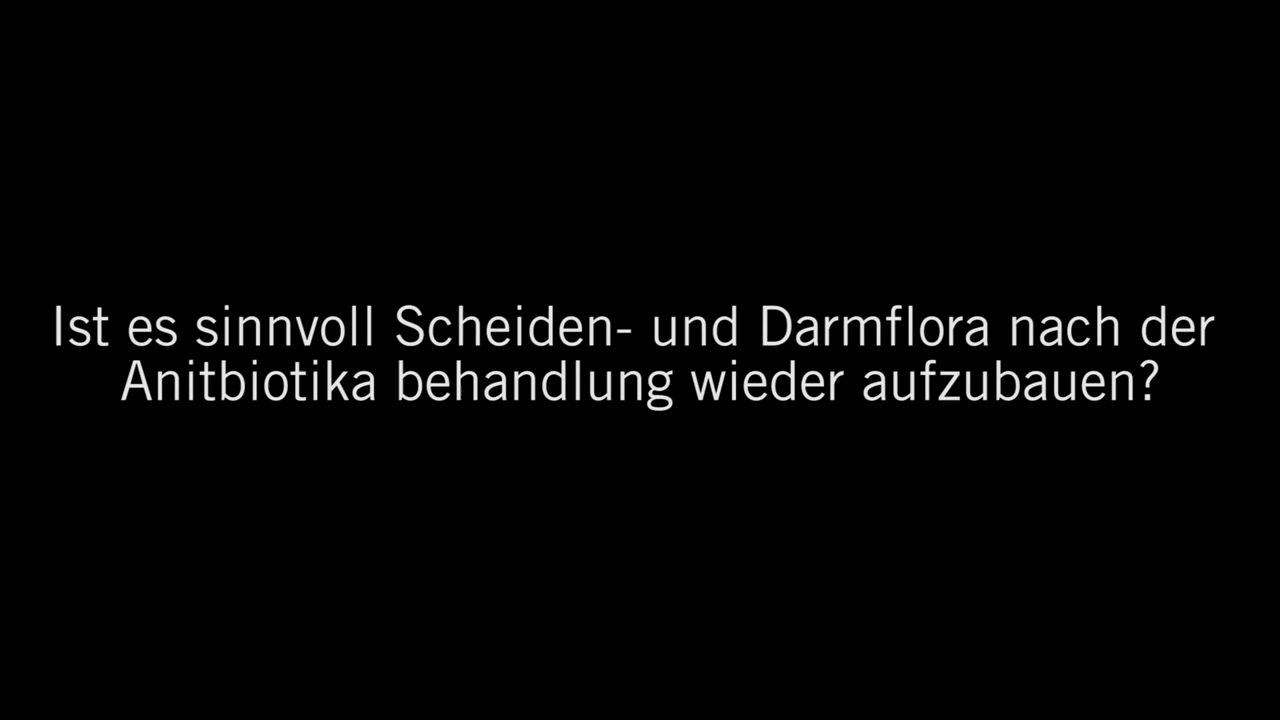 Ist es sinnvoll Scheiden- und Darmflora nach der
Anitbiotika behandlung wieder aufzubauen?